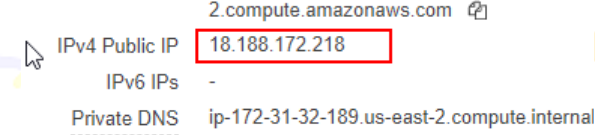 2.compute.amazonaws.com
IPv4 Public IP 18.188.172.218
IPv6 IPs -
Private DNS ip-172-31-32-189.us-east-2.compute.internal